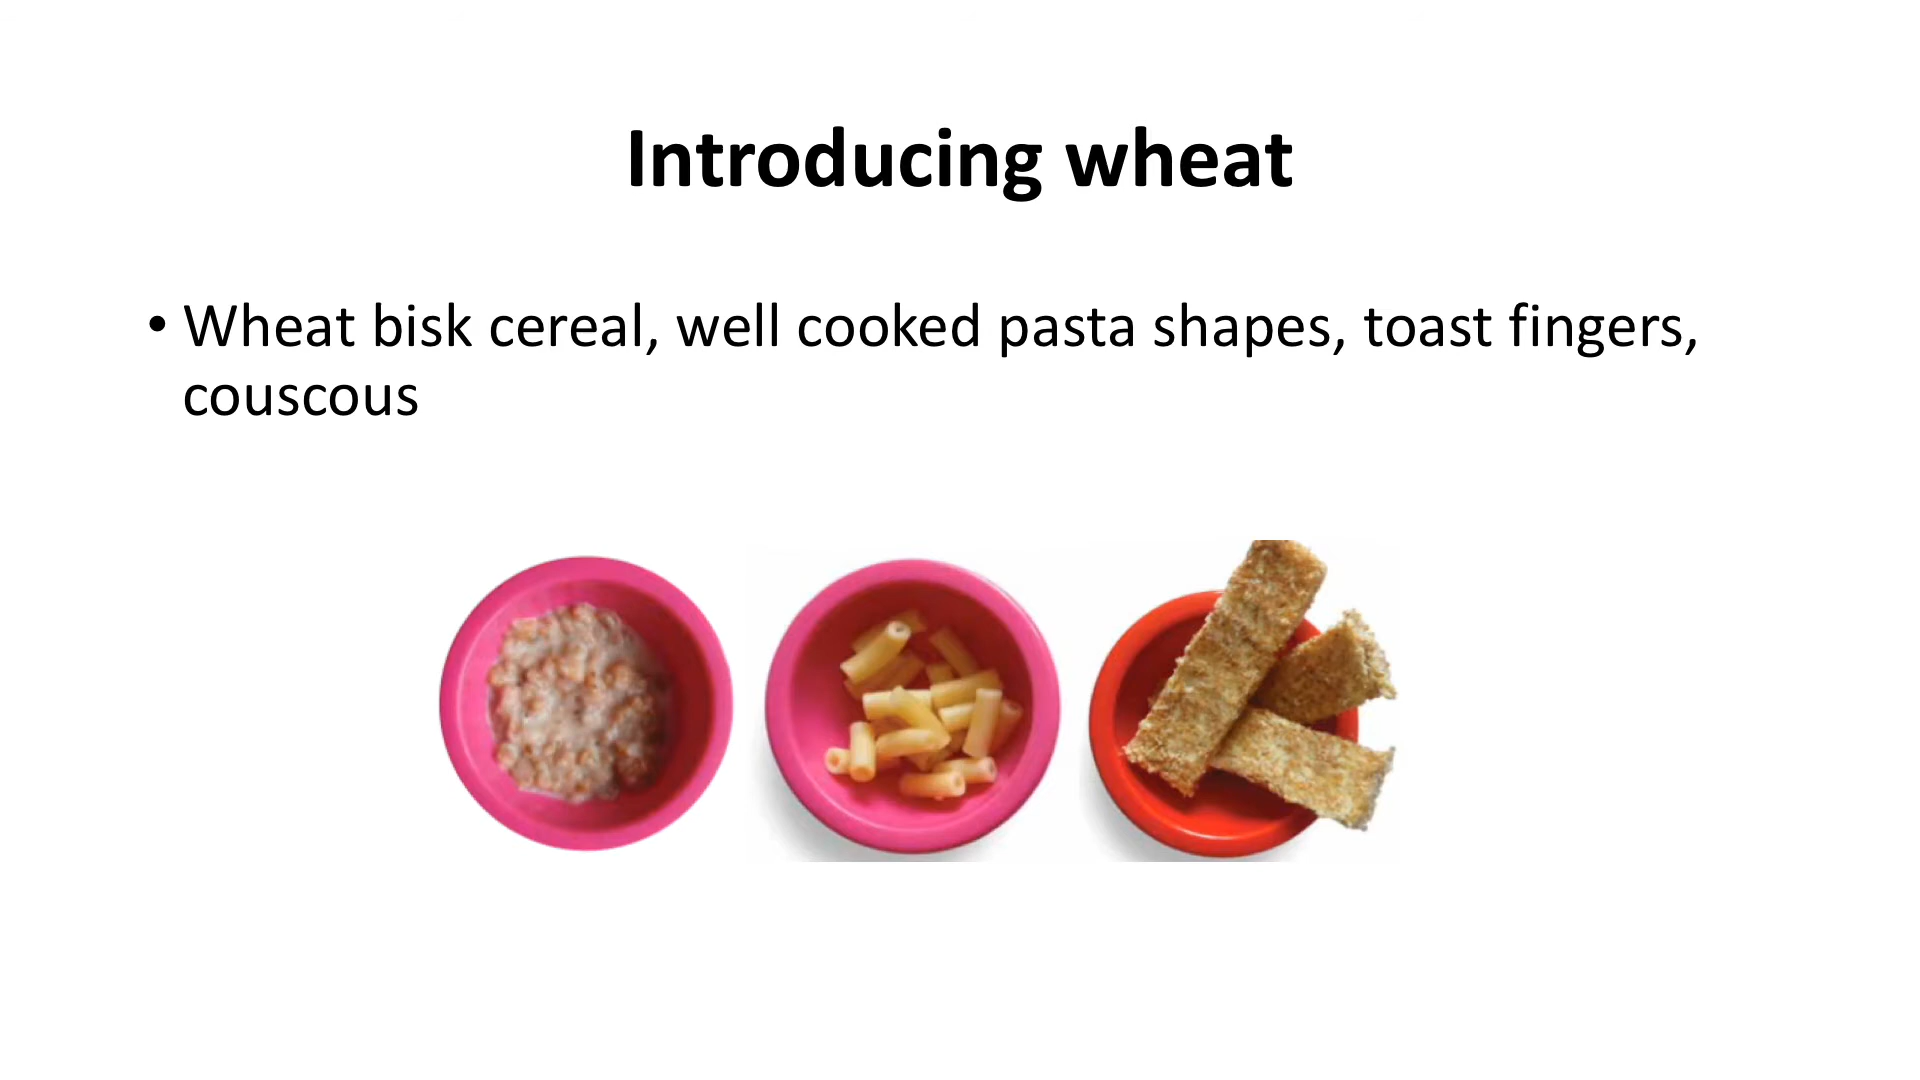 Introducing wheat
• Wheat bisk cereal, well cooked pasta shapes, toast fingers,
couscous